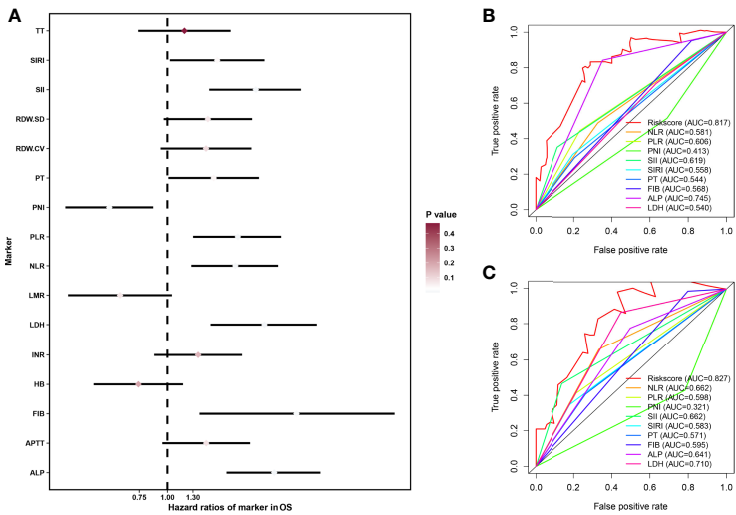 A
TT
SIRI
SII
RDW.SD
RDW.CV
PT
PNI
PLR
NLR
LMR
LDH
INR
HB
FIB
APTT
ALP
Marker
0.75 1.00 1.30
Hazard ratios of marker in OS
P value
0.4
0.3
0.2
0.1
B
True positive rate
1.0
0.8
0.6
0.4
0.2
0.0
Riskscore (AUC=0.817)
NLR (AUC=0.581)
PLR (AUC=0.606)
PNI (AUC=0.413)
SII (AUC=0.619)
SIRI (AUC=0.558)
PT (AUC=0.544)
FIB (AUC=0.568)
ALP (AUC=0.745)
LDH (AUC=0.540)
0.0 0.2 0.4 0.6 0.8 1.0
False positive rate
C
True positive rate
1.0
0.8
0.6
0.4
0.2
0.0
Riskscore (AUC=0.827)
NLR (AUC=0.662)
PLR (AUC=0.598)
PNI (AUC=0.321)
SII (AUC=0.662)
SIRI (AUC=0.583)
PT (AUC=0.571)
FIB (AUC=0.595)
ALP (AUC=0.641)
LDH (AUC=0.710)
0.0 0.2 0.4 0.6 0.8 1.0
False positive rate